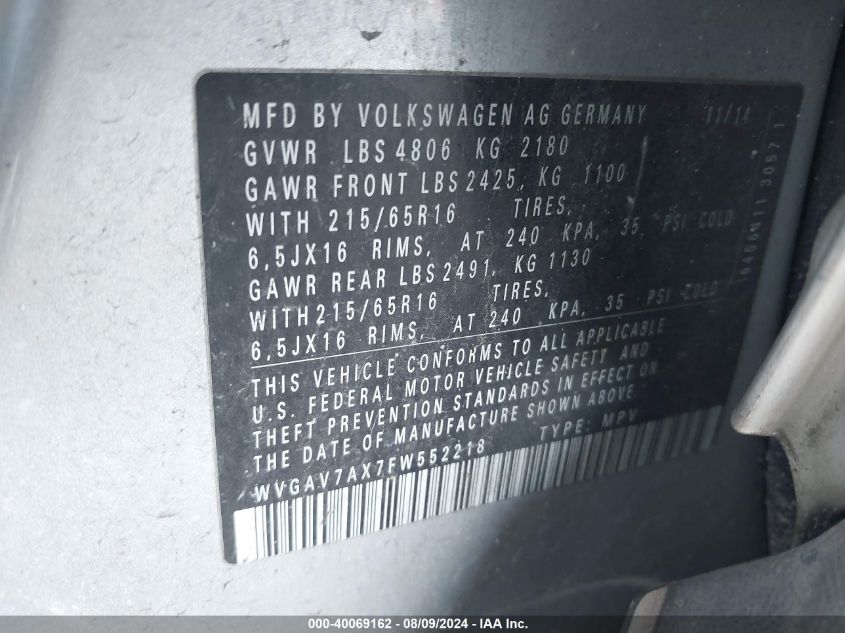 MFD BY VOLKSWAGEN AG GERMANY 11/14
GVWR LBS 4806 KG 2180
GAWR FRONT LBS 2425, KG 1100
WITH 215/65R16 TIRES,
6,5JX16 RIMS, AT 240 KPA, 35 PSI COLD
GAWR REAR LBS 2491, KG 1130
WITH 215/65R16 TIRES,
6,5JX16 RIMS, AT 240 KPA, 35 PSI COLD
THIS VEHICLE CONFORMS TO ALL APPLICABLE
U.S. FEDERAL MOTOR VEHICLE SAFETY AND
THEFT PREVENTION STANDARDS IN EFFECT ON
THE DATE OF MANUFACTURE SHOWN ABOVE.
WVGAV7AX7FW552218 TYPE: MPV
000-40069162 - 08/09/2024 - IAA Inc.